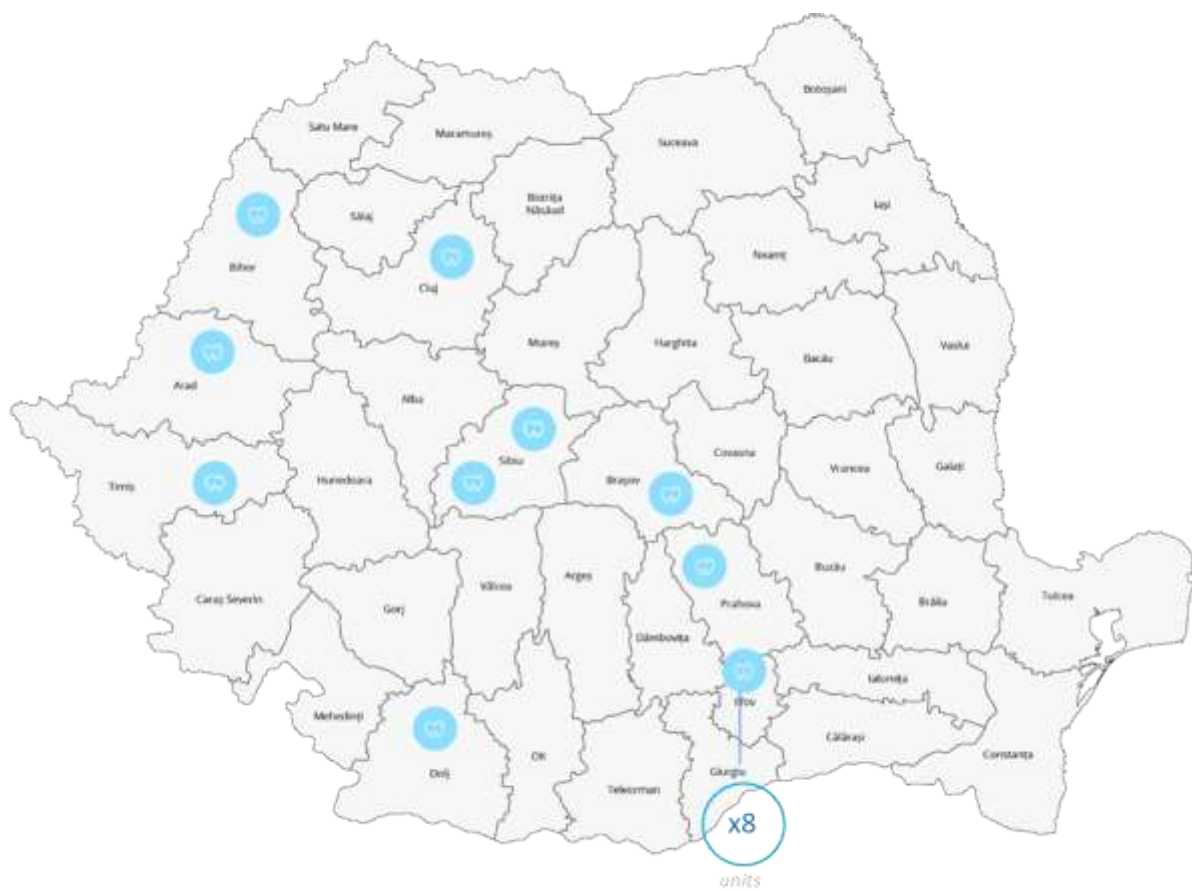 Botoșani
Satu Mare
Maramureș
Suceava
Bistrița
Năsăud
Iași
Sălaj
Neamț
Bihor
Cluj
Mureș
Harghita
Bacău
Vaslui
Arad
Alba
Sibiu
Covasna
Vrancea
Galați
Timiș
Hunedoara
Brașov
Caraș Severin
Gorj
Vâlcea
Argeș
Prahova
Buzău
Brăila
Tulcea
Dâmbovița
Ialomița
Mehedinți
Ilfov
Călărași
Constanța
Dolj
Olt
Teleorman
Giurgiu
x8
units